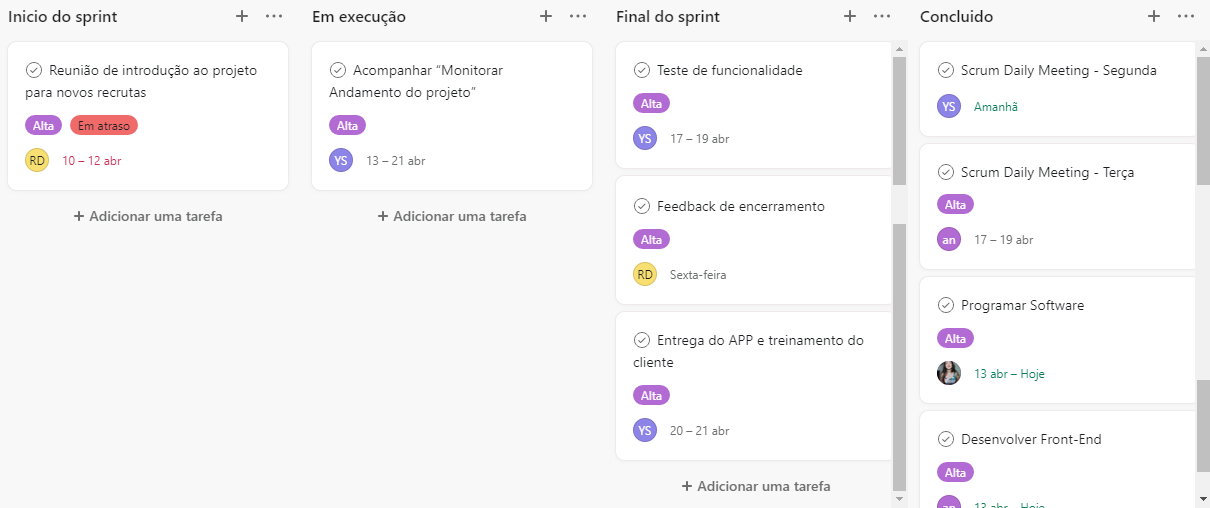 Inicio do sprint
Reunião de introdução ao projeto
para novos recrutas
Alta Em atraso
RD 10 – 12 abr
+ Adicionar uma tarefa
Em execução
Acompanhar “Monitorar
Andamento do projeto”
Alta
YS 13 – 21 abr
+ Adicionar uma tarefa
Final do sprint
Teste de funcionalidade
Alta
YS 17 – 19 abr
Feedback de encerramento
Alta
RD Sexta-feira
Entrega do APP e treinamento do
cliente
Alta
YS 20 – 21 abr
+ Adicionar uma tarefa
Concluido
Scrum Daily Meeting - Segunda
YS Amanhã
Scrum Daily Meeting - Terça
Alta
an 17 – 19 abr
Programar Software
Alta
13 abr – Hoje
Desenvolver Front-End
Alta
an 13 abr – Hoje